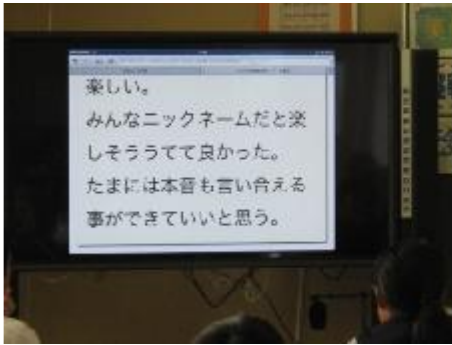 楽しい。
みんなニックネームだと楽
しそううてて良かった。
たまには本音も言い合える
事ができていいと思う。